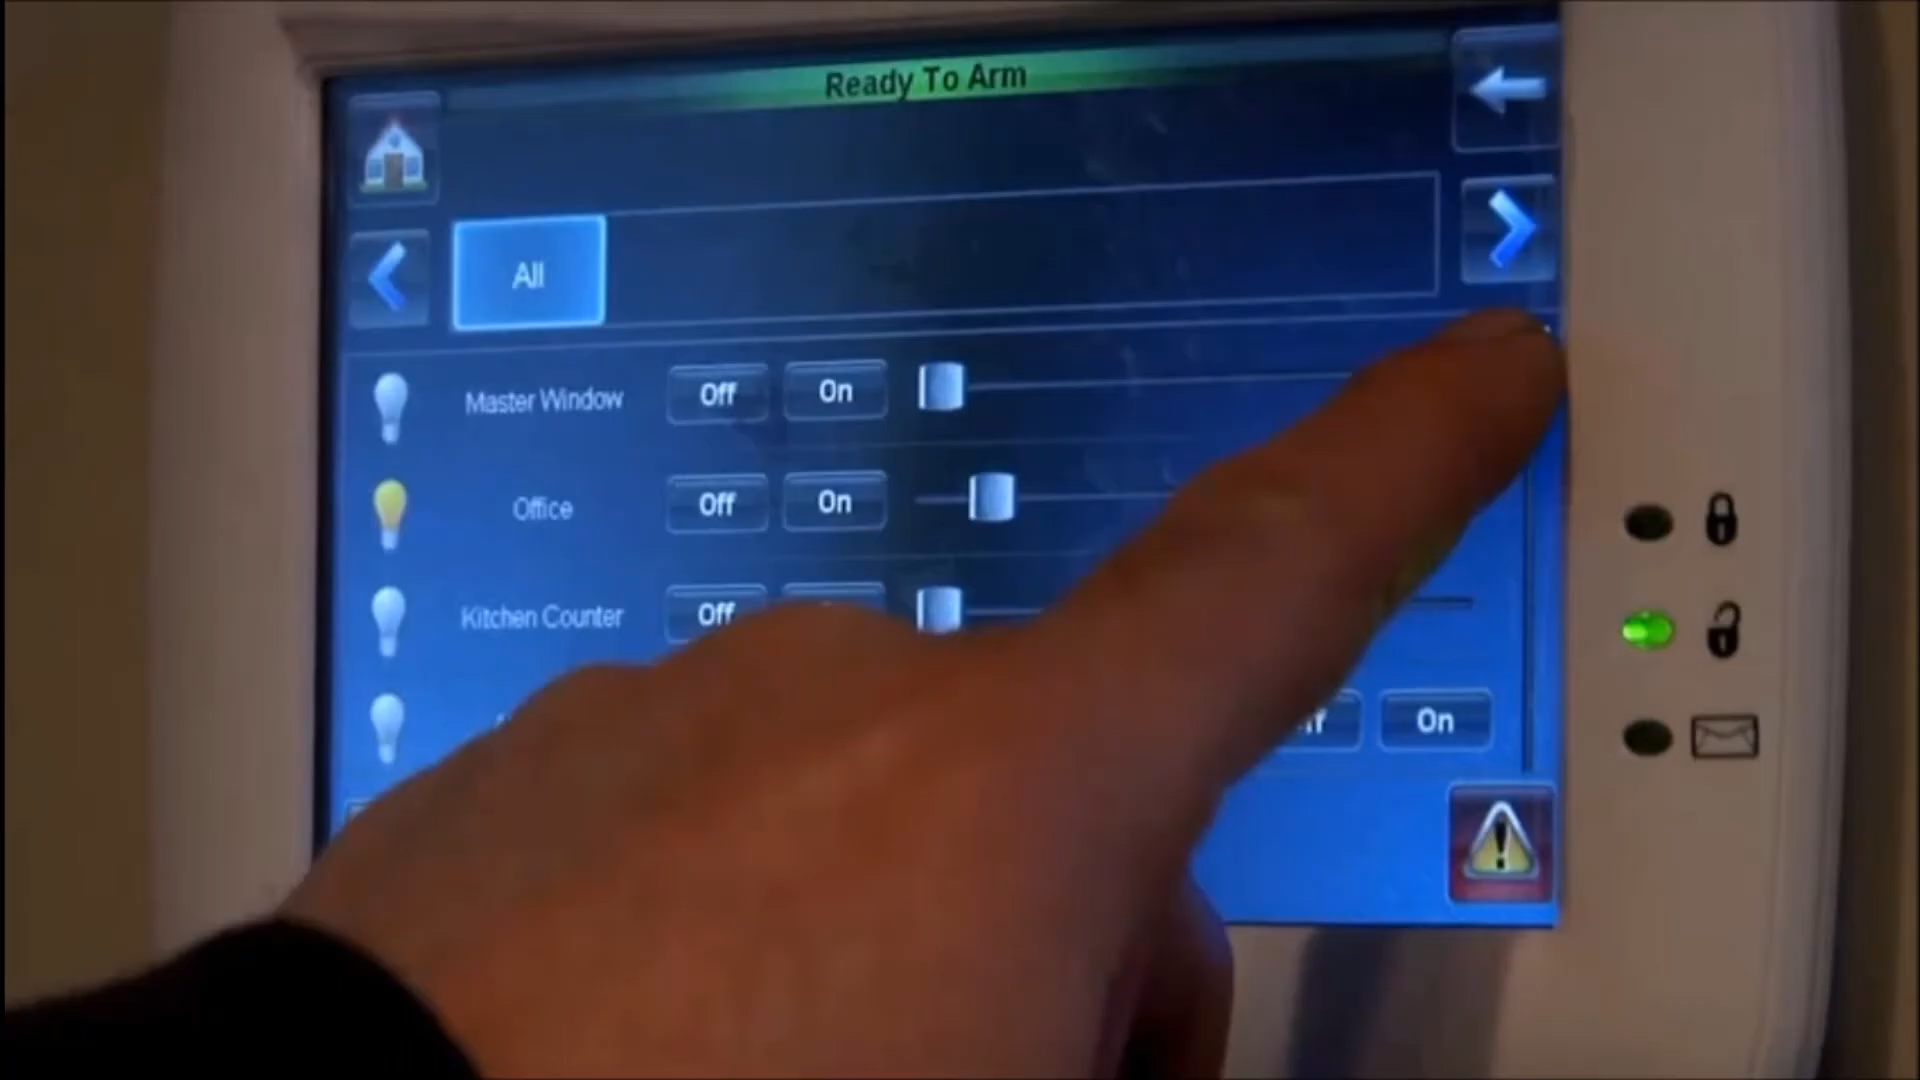 Ready To Arm
All
Master Window Off On
Office Off On
Kitchen Counter Off
On